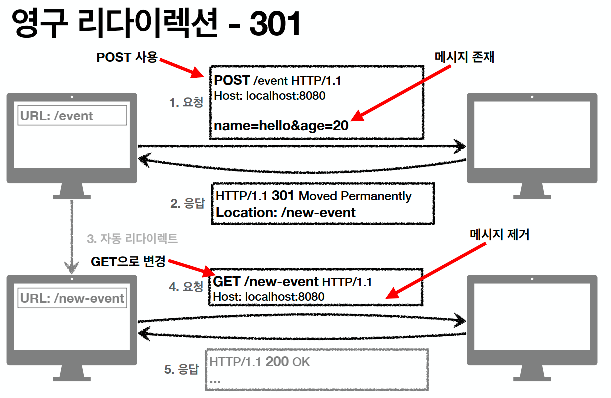 영구 리다이렉션 - 301
POST 사용
메시지 존재
1. 요청
POST /event HTTP/1.1
Host: localhost:8080
name=hello&age=20
URL: /event
2. 응답
HTTP/1.1 301 Moved Permanently
Location: /new-event
3. 자동 리다이렉트
GET으로 변경
메시지 제거
URL: /new-event
4. 요청
GET /new-event HTTP/1.1
Host: localhost:8080
5. 응답
HTTP/1.1 200 OK
...